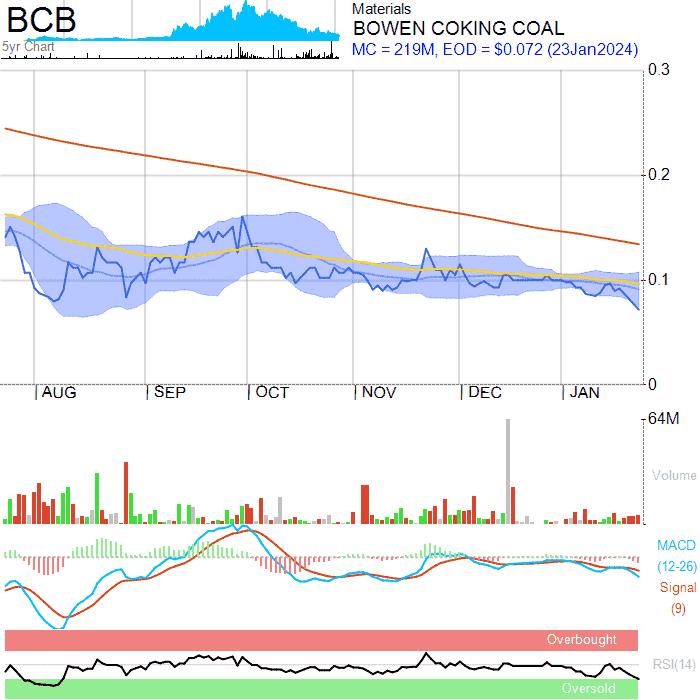 BCB
5yr Chart
Materials
BOWEN COKING COAL
MC = 219M, EOD = $0.072 (23Jan2024)
0.3
0.2
0.1
0
AUG SEP OCT NOV DEC JAN
64M
Volume
MACD
(12-26)
Signal
(9)
Overbought
RSI(14)
Oversold